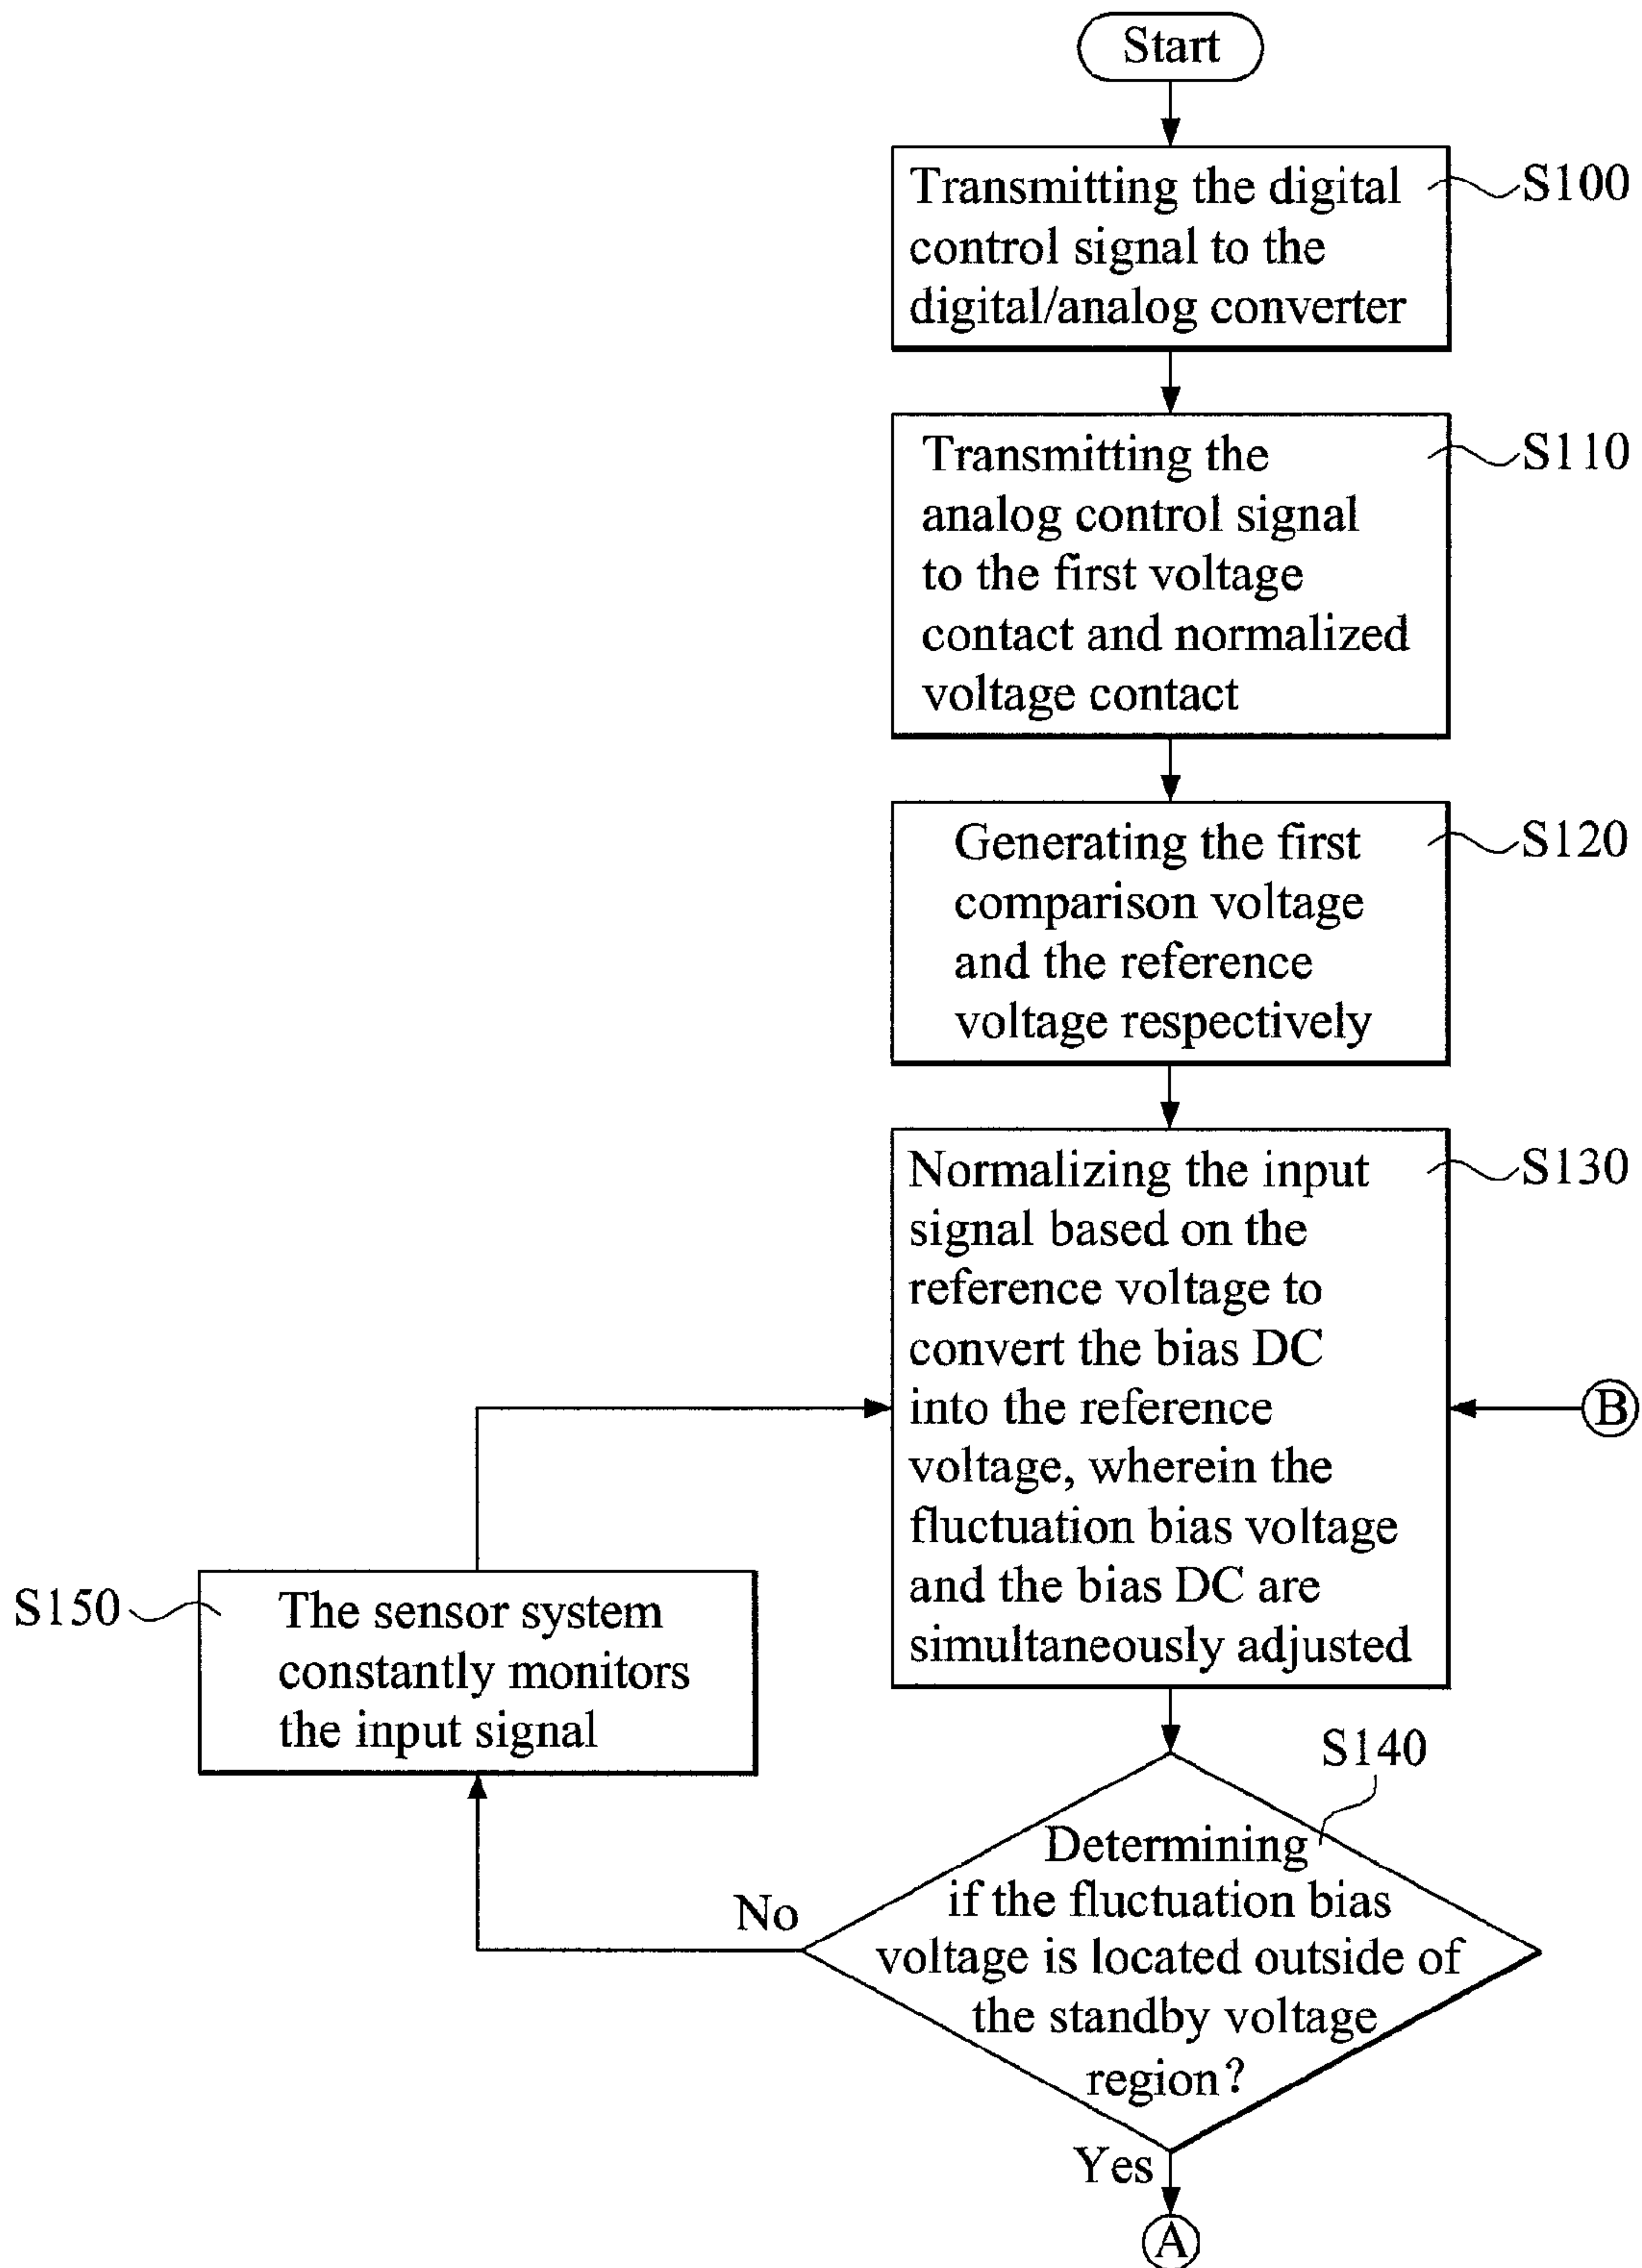 Start
Transmitting the digital
control signal to the
digital/analog converter
S100
Transmitting the
analog control signal
to the first voltage
contact and normalized
voltage contact
S110
Generating the first
comparison voltage
and the reference
voltage respectively
S120
Normalizing the input
signal based on the
reference voltage to
convert the bias DC
into the reference
voltage, wherein the
fluctuation bias voltage
and the bias DC are
simultaneously adjusted
S130
B
S150
The sensor system
constantly monitors
the input signal
S140
Determining
if the fluctuation bias
voltage is located outside of
the standby voltage
region?
No
Yes
A